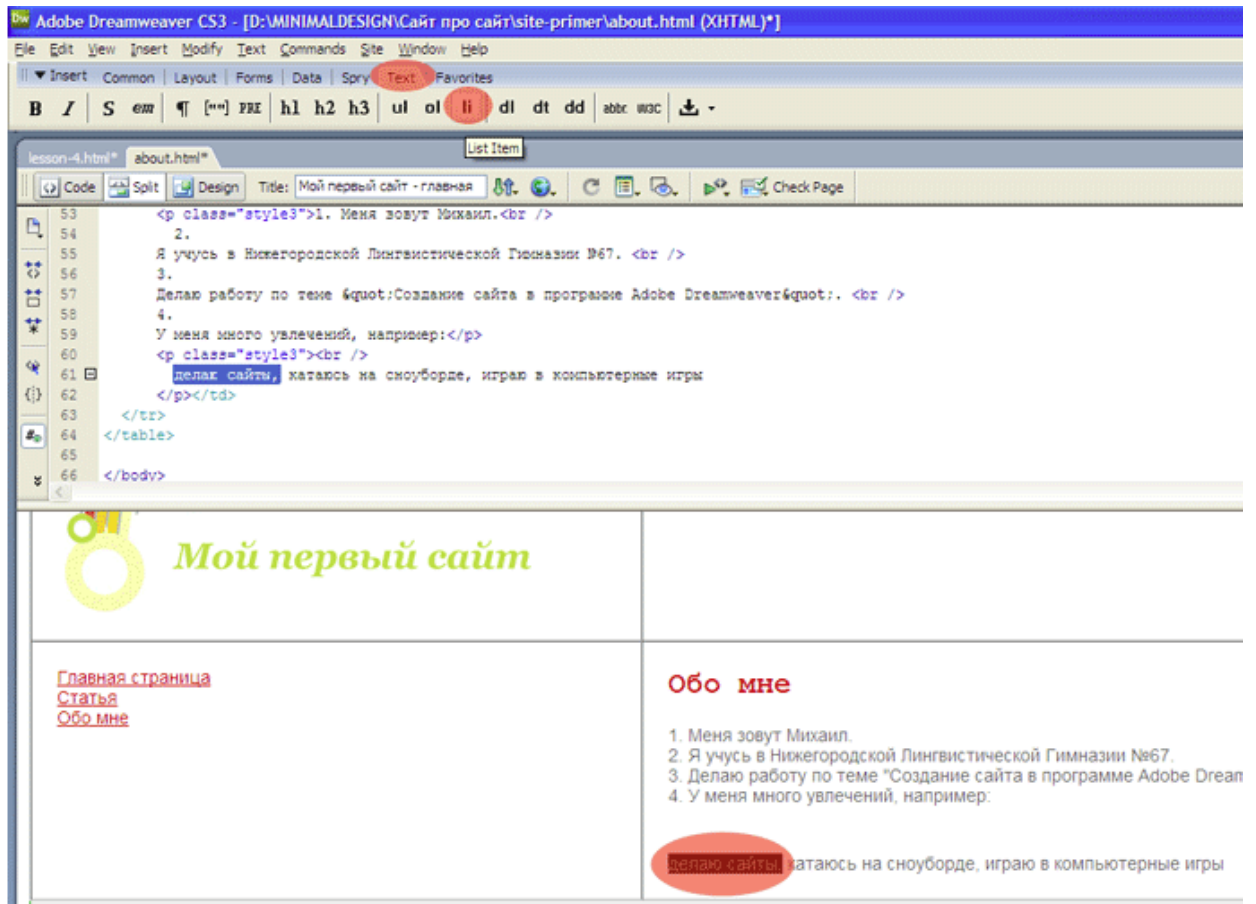 Adobe Dreamweaver CS3 - [D:\MINIMALDESIGN\Сайт про сайт\site-primer\about.html (XHTML)*]
File Edit View Insert Modify Text Commands Site Window Help
Insert Common Layout Forms Data Spry Text Favorites
B I S em ¶ [""] PRE h1 h2 h3 ul ol li dl dt dd abbr. W3C
List Item
lesson-4.html* about.html*
Code Split Design Title: Мой первый сайт - главная Check Page
53 <p class="style3">1. Меня зовут Михаил.<br />
54 2.
55 Я учусь в Нижегородской Лингвистической Гимназии №67. <br />
56 3.
57 Делаю работу по теме &quot;Создание сайта в программе Adobe Dreamweaver&quot;. <br />
58 4.
59 У меня много увлечений, например:</p>
60 <p class="style3"><br />
61 делаю сайты, катаюсь на сноуборде, играю в компьютерные игры
62 </p></td>
63 </tr>
64 </table>
65
66 </body>
Мой первый сайт
Главная страница
Статья
Обо мне
Обо мне
1. Меня зовут Михаил.
2. Я учусь в Нижегородской Лингвистической Гимназии №67.
3. Делаю работу по теме "Создание сайта в программе Adobe Dream
4. У меня много увлечений, например:
делаю сайты, катаюсь на сноуборде, играю в компьютерные игры